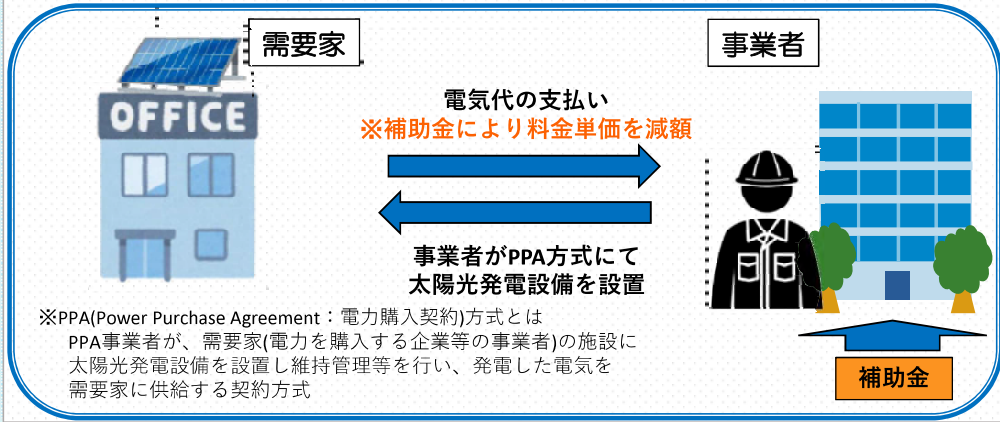 需要家
事業者
OFFICE
電気代の支払い
※補助金により料金単価を減額
事業者がPPA方式にて
太陽光発電設備を設置
※PPA(Power Purchase Agreement：電力購入契約)方式とは
PPA事業者が、需要家(電力を購入する企業等の事業者)の施設に
太陽光発電設備を設置し維持管理等を行い、発電した電気を
需要家に供給する契約方式
補助金